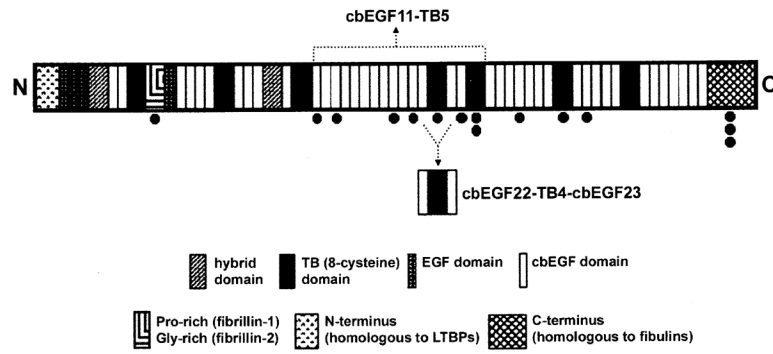 cbEGF11-TB5
N
C
cbEGF22-TB4-cbEGF23
hybrid domain
TB (8-cysteine) domain
EGF domain
cbEGF domain
Pro-rich (fibrillin-1)
Gly-rich (fibrillin-2)
N-terminus
(homologous to LTBPs)
C-terminus
(homologous to fibulins)